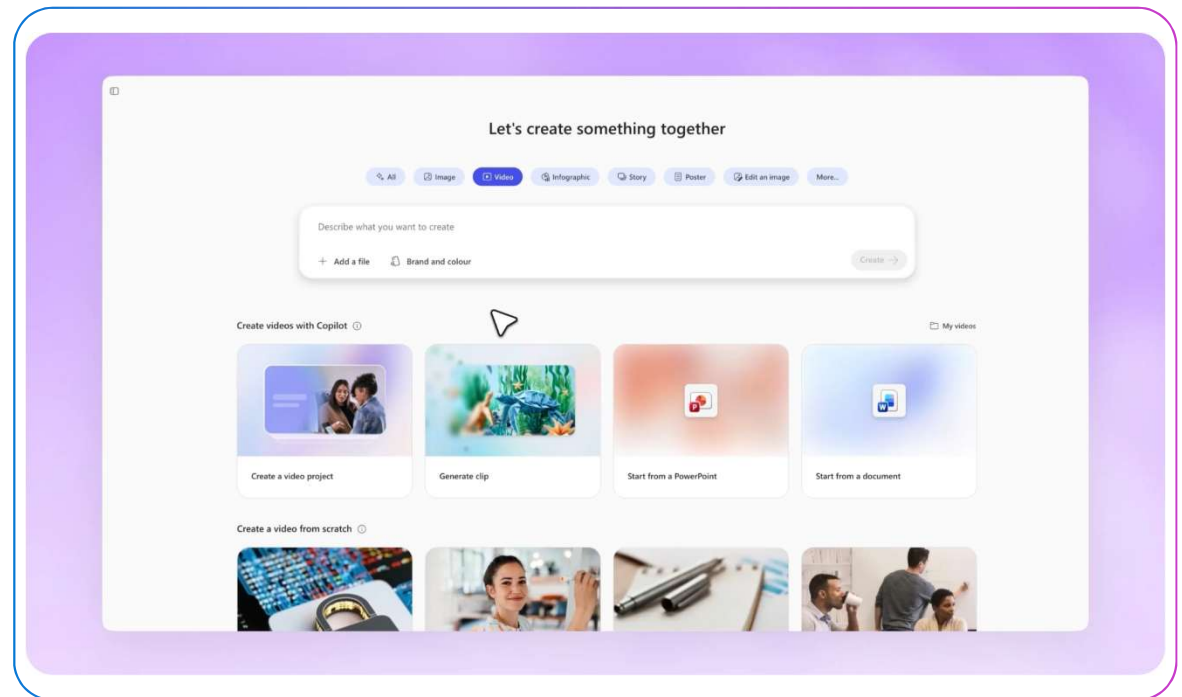 Let's create something together
All
Image
Video
Infographic
Story
Poster
Edit an image
More...
Describe what you want to create
Add a file
Brand and colour
Create
Create videos with Copilot
My videos
Create a video project
Generate clip
P
Start from a PowerPoint
W
Start from a document
Create a video from scratch